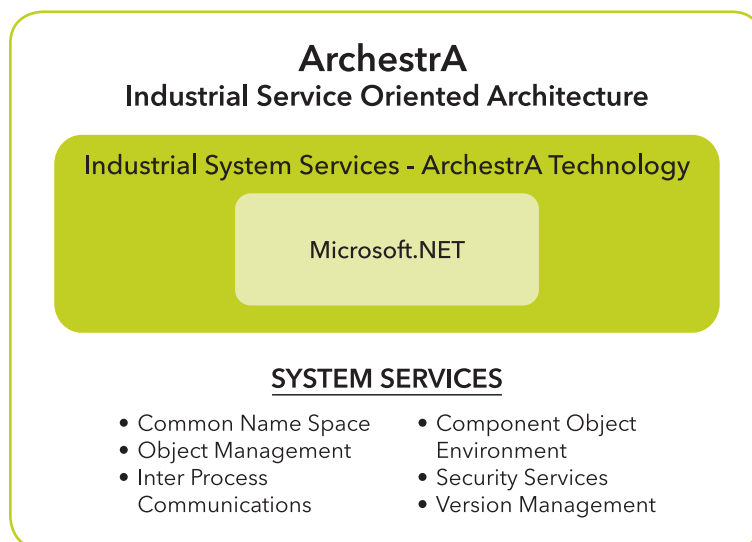 ArchestrA
Industrial Service Oriented Architecture
Industrial System Services - ArchestrA Technology
Microsoft.NET
SYSTEM SERVICES
• Common Name Space
• Object Management
• Inter Process
Communications
• Component Object
Environment
• Security Services
• Version Management